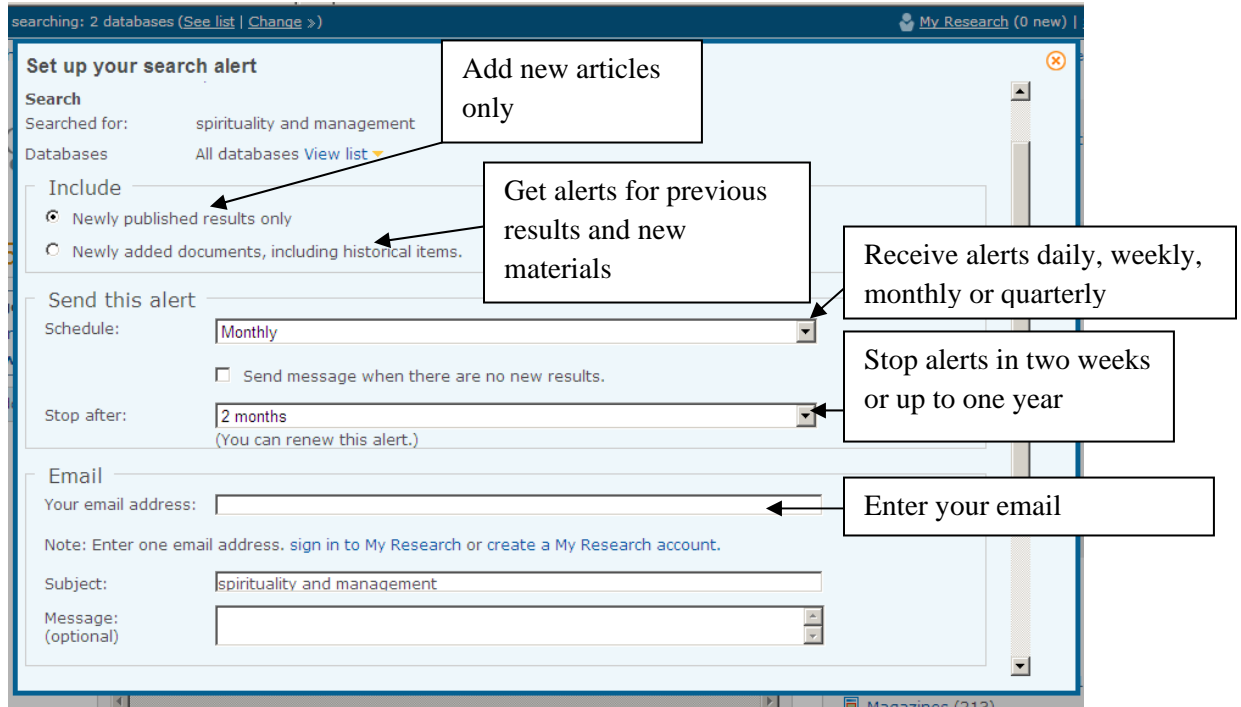 searching: 2 databases (See list | Change »)
My Research (0 new) |
Set up your search alert
Add new articles
only
Search
Searched for: spirituality and management
Databases All databases View list
Get alerts for previous
results and new
materials
Include
Newly published results only
Newly added documents, including historical items.
Receive alerts daily, weekly,
monthly or quarterly
Send this alert
Schedule: Monthly
Send message when there are no new results.
Stop alerts in two weeks
or up to one year
Stop after: 2 months
(You can renew this alert.)
Email
Your email address:
Enter your email
Note: Enter one email address. sign in to My Research or create a My Research account.
Subject: spirituality and management
Message:
(optional)
Magazines (213)